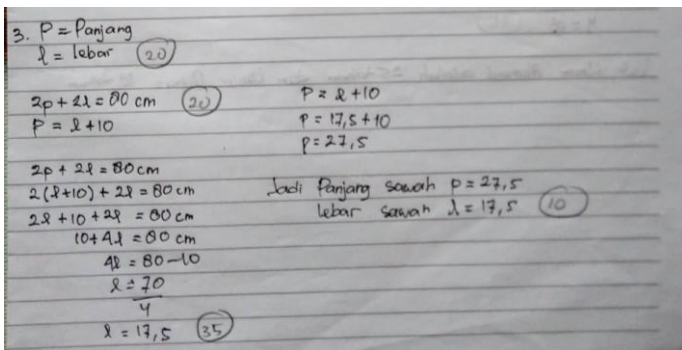 3. P = Panjang
l = lebar (20)
2p + 2l = 80 cm (20)
P = l + 10
2p + 2l = 80 cm
2(l+10) + 2l = 80 cm
2l + 10 + 2l = 80 cm
10 + 4l = 80 cm
4l = 80 - 10
l = 70
4
l = 17,5 (35)
P = l + 10
P = 17,5 + 10
P = 27,5
Jadi Panjang sawah p = 27,5
lebar sawah l = 17,5 (10)